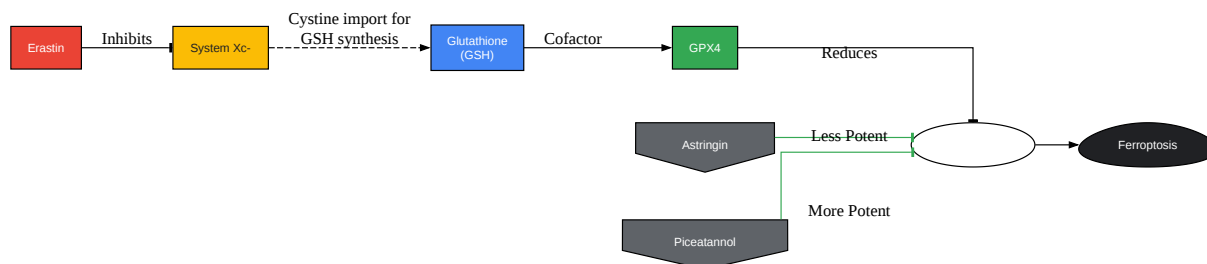 Erastin
Inhibits
System Xc-
Cystine import for
GSH synthesis
Glutathione
(GSH)
Cofactor
GPX4
Reduces
Astringin
Less Potent
Ferroptosis
More Potent
Piceatannol